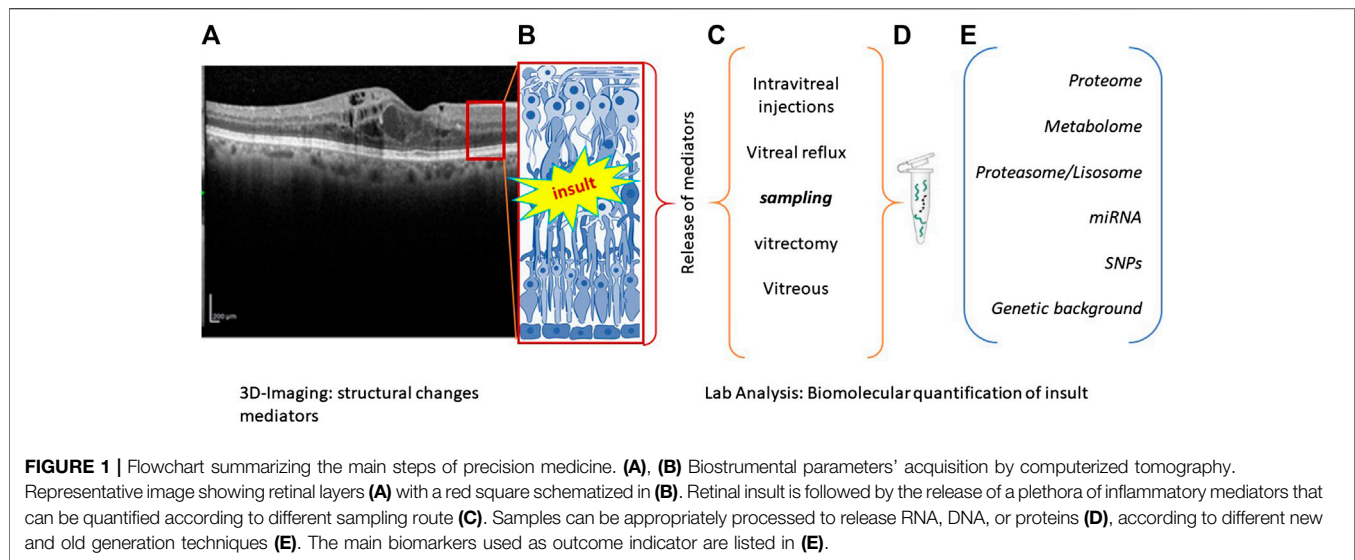 A
B
C
D
E
200 μm
insult
Release of mediators
Intravitreal
injections
Vitreal reflux
sampling
vitrectomy
Vitreous
Proteome
Metabolome
Proteasome/Lisosome
miRNA
SNPs
Genetic background
3D-Imaging: structural changes
mediators
Lab Analysis: Biomolecular quantification of insult
FIGURE 1 | Flowchart summarizing the main steps of precision medicine. (A), (B) Biostrumental parameters' acquisition by computerized tomography.
Representative image showing retinal layers (A) with a red square schematized in (B). Retinal insult is followed by the release of a plethora of inflammatory mediators that
can be quantified according to different sampling route (C). Samples can be appropriately processed to release RNA, DNA, or proteins (D), according to different new
and old generation techniques (E). The main biomarkers used as outcome indicator are listed in (E).